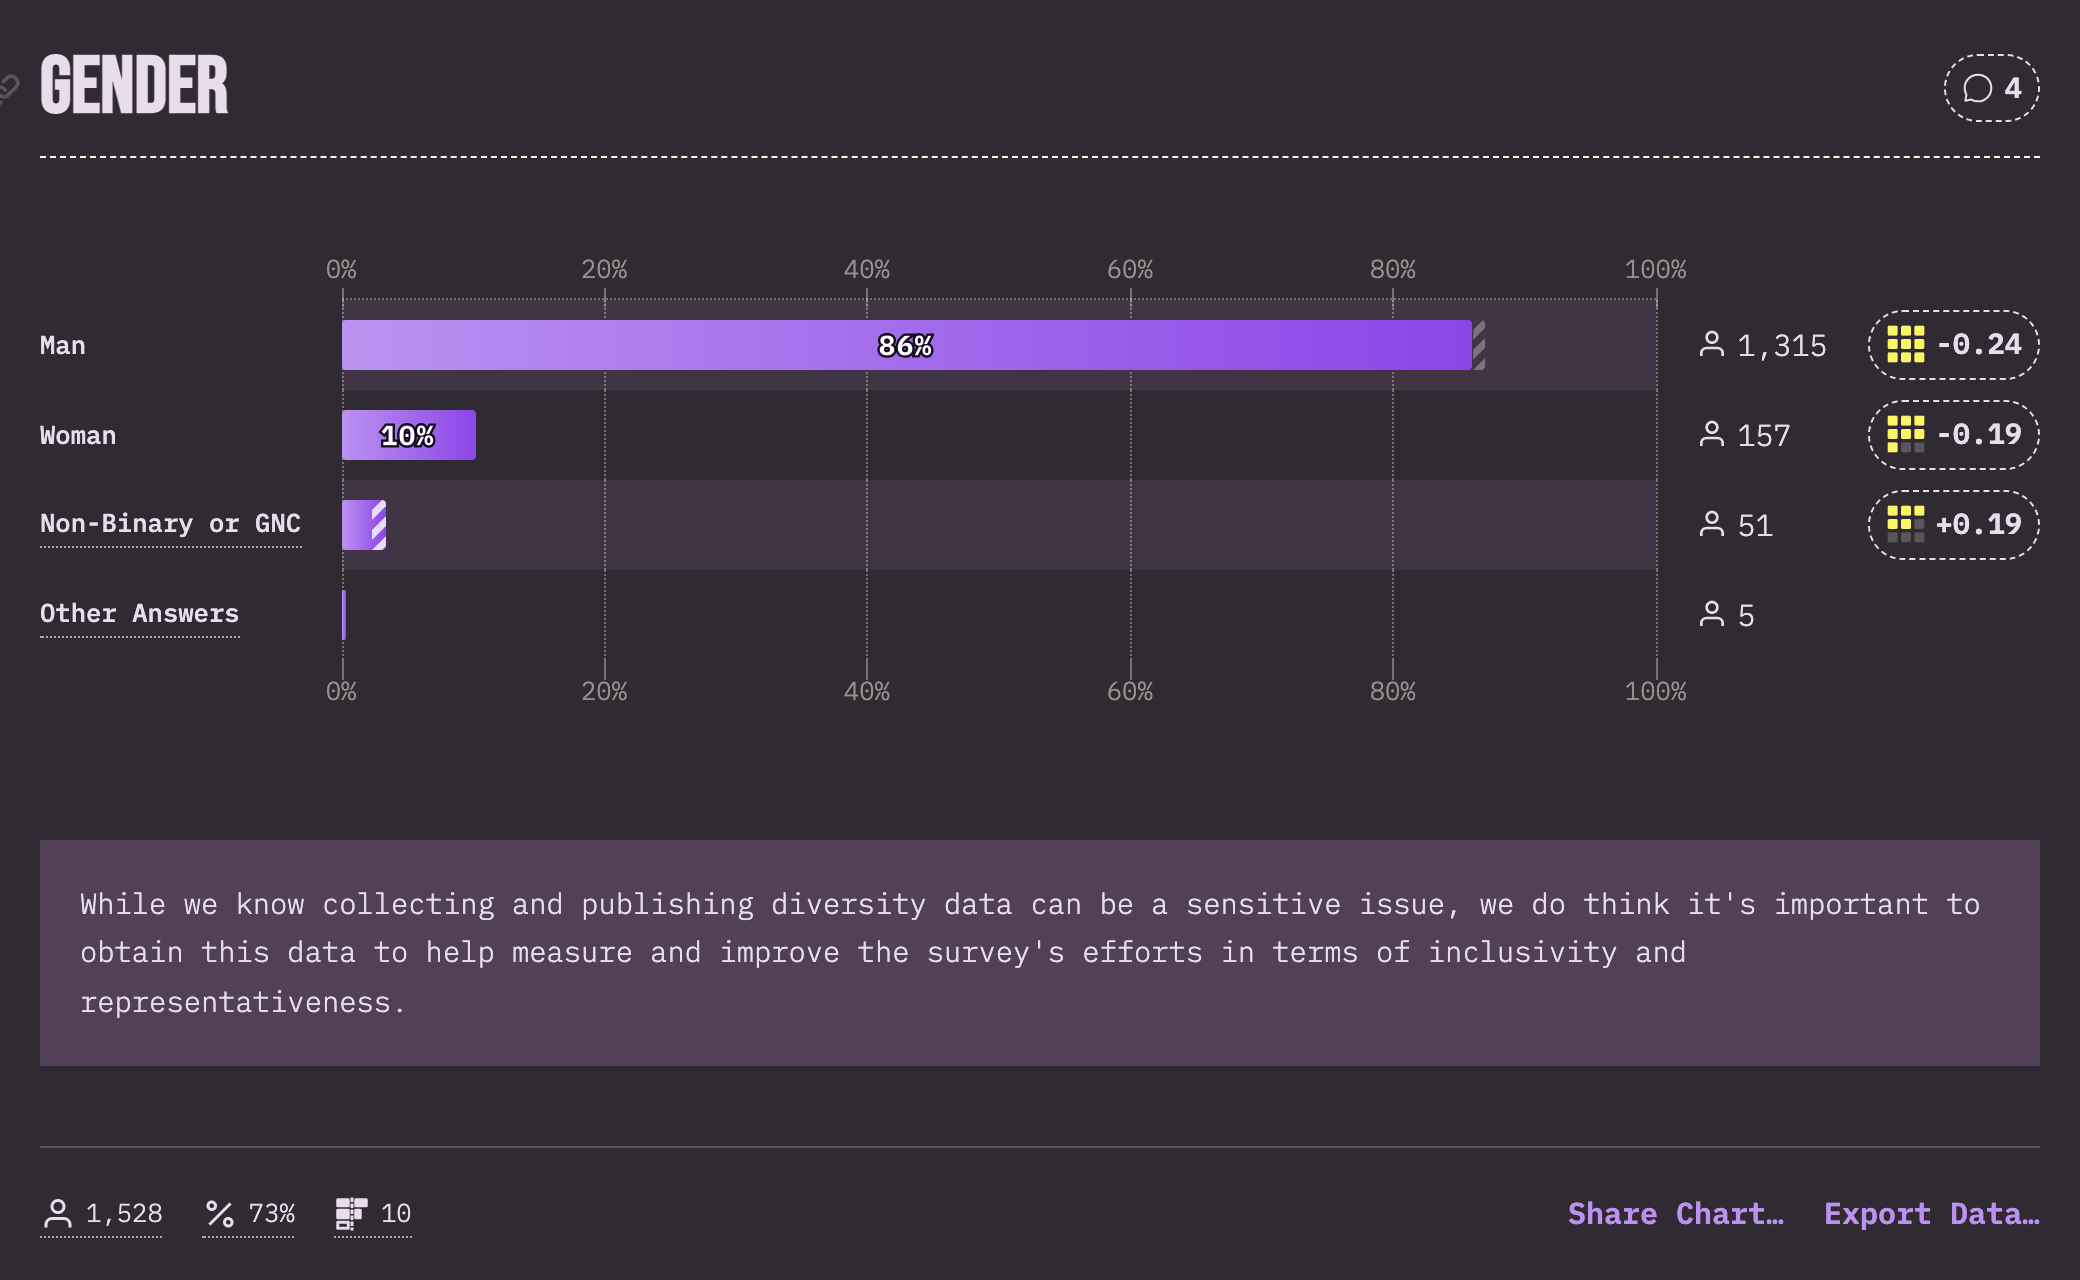 GENDER
4
0% 20% 40% 60% 80% 100%
Man 86% 1,315 -0.24
Woman 10% 157 -0.19
Non-Binary or GNC 51 +0.19
Other Answers 5
0% 20% 40% 60% 80% 100%
While we know collecting and publishing diversity data can be a sensitive issue, we do think it's important to
obtain this data to help measure and improve the survey's efforts in terms of inclusivity and
representativeness.
1,528 73% 10 Share Chart… Export Data…